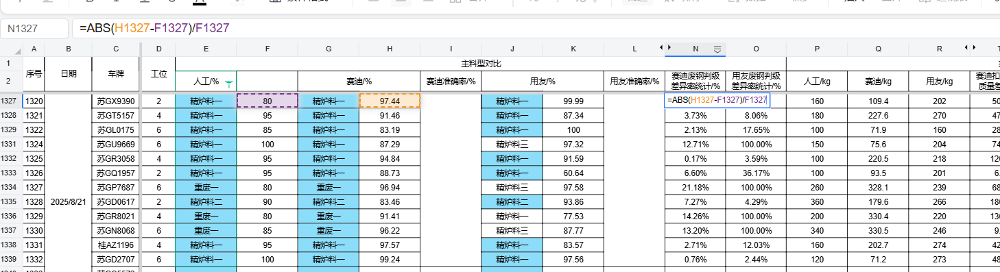 N1327 =ABS(H1327-F1327)/F1327
A B C D E F G H I J K L N O P Q R
1 序号 日期 车牌 工位 主料型对比
2 人工/% 赛迪/% 赛迪准确率/% 用友/% 用友准确率/% 赛迪废钢判级差异率统计/% 用友废钢判级差异率统计/% 人工/kg 赛迪/kg 用友/kg 赛迪扣 质量差
1327 1320 苏GX9390 2 精炉料一 80 精炉料一 97.44 精炉料一 99.99 =ABS(H1327-F1327)/F1327 160 109.4 202 50
1328 1321 苏GT5157 4 精炉料一 95 精炉料一 91.46 精炉料一 87.34 3.73% 8.06% 180 227.6 270 47
1329 1322 苏GL0175 6 精炉料一 85 精炉料一 83.19 精炉料一 100 2.13% 17.65% 100 71.9 160 28
1331 1324 苏GU9669 6 精炉料一 100 精炉料一 87.29 精炉料三 97.32 12.71% 100.00% 150 75.6 204 74
1332 1325 苏GR3058 4 精炉料一 95 精炉料一 94.84 精炉料一 91.59 0.17% 3.59% 100 220.5 218 120
1333 1326 苏GQ1957 2 精炉料一 95 精炉料一 88.73 精炉料一 60.64 6.60% 36.17% 100 93.5 201 6.
1334 1327 苏GP7687 6 重废一 80 重废一 96.94 精炉料三 97.58 21.18% 100.00% 260 328.1 239 68
1335 1328 2025/8/21 苏GD0617 2 精炉料二 90 精炉料二 83.46 精炉料二 93.86 7.27% 4.29% 360 179.6 266 180
1336 1329 苏GR8021 4 重废一 80 重废一 91.41 精炉料一 77.53 14.26% 100.00% 200 330.4 220 130
1337 1330 苏GN8068 6 重废一 85 重废一 96.22 精炉料三 87.77 13.20% 100.00% 340 330.5 246 9.
1338 1331 桂AZ1196 4 精炉料一 95 精炉料一 97.57 精炉料一 83.57 2.71% 12.03% 160 202.7 274 42
1339 1332 苏GD2707 6 精炉料一 100 精炉料一 99.24 精炉料一 97.56 0.76% 2.44% 120 71.2 273 48